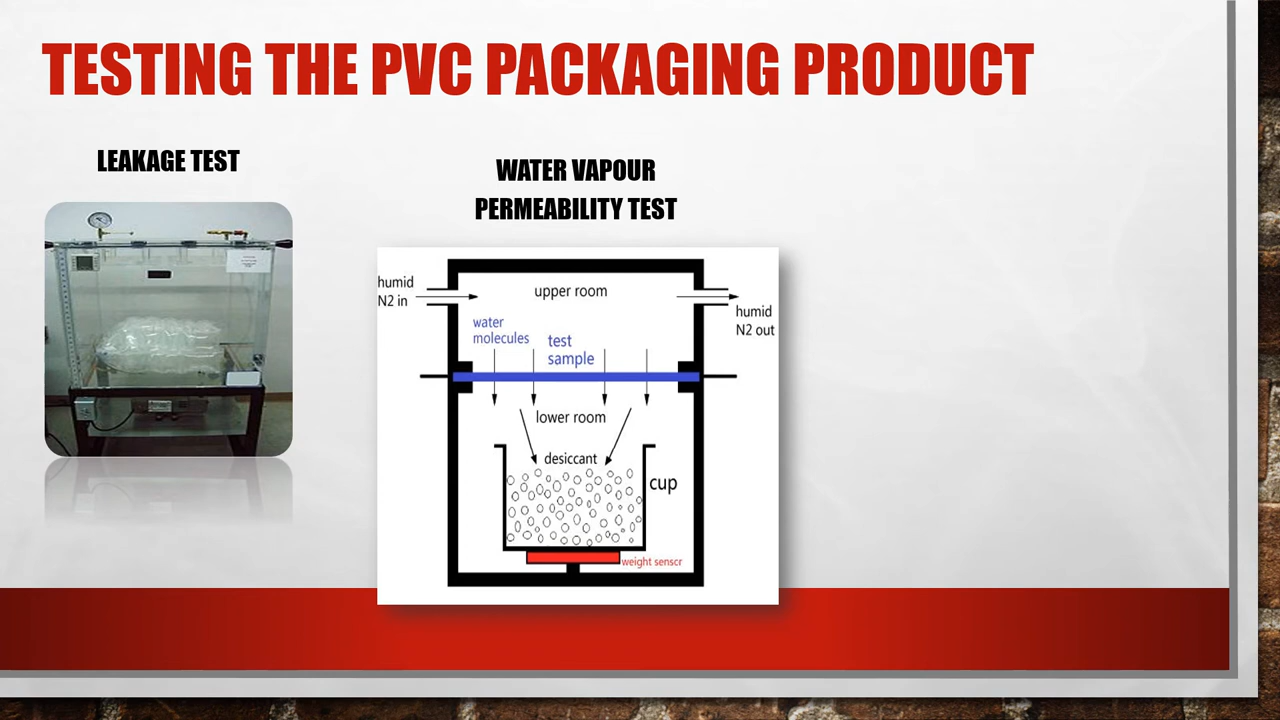 TESTING THE PVC PACKAGING PRODUCT
LEAKAGE TEST
WATER VAPOUR
PERMEABILITY TEST
humid
N2 in
upper room
humid
N2 out
water
molecules
test
sample
lower room
desiccant
cup
weight sensr